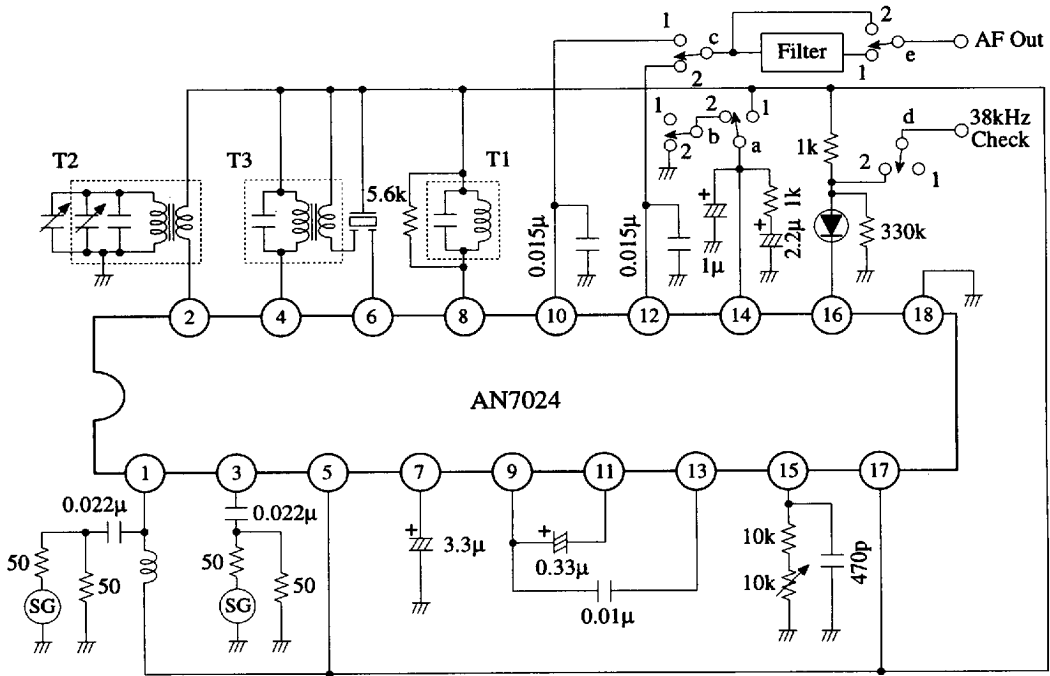 2
1
c
Filter
e
AF Out
2
1
1
2
1
d
38kHz
Check
2
b
a
2
1
T2
T3
T1
5.6k
1k
0.015μ
0.015μ
1μ
1k
2.2μ
330k
2
4
6
8
10
12
14
16
18
AN7024
1
3
5
7
9
11
13
15
17
0.022μ
0.022μ
50
50
SG
50
50
SG
+
3.3μ
+
0.33μ
0.01μ
10k
10k
470p
+
+